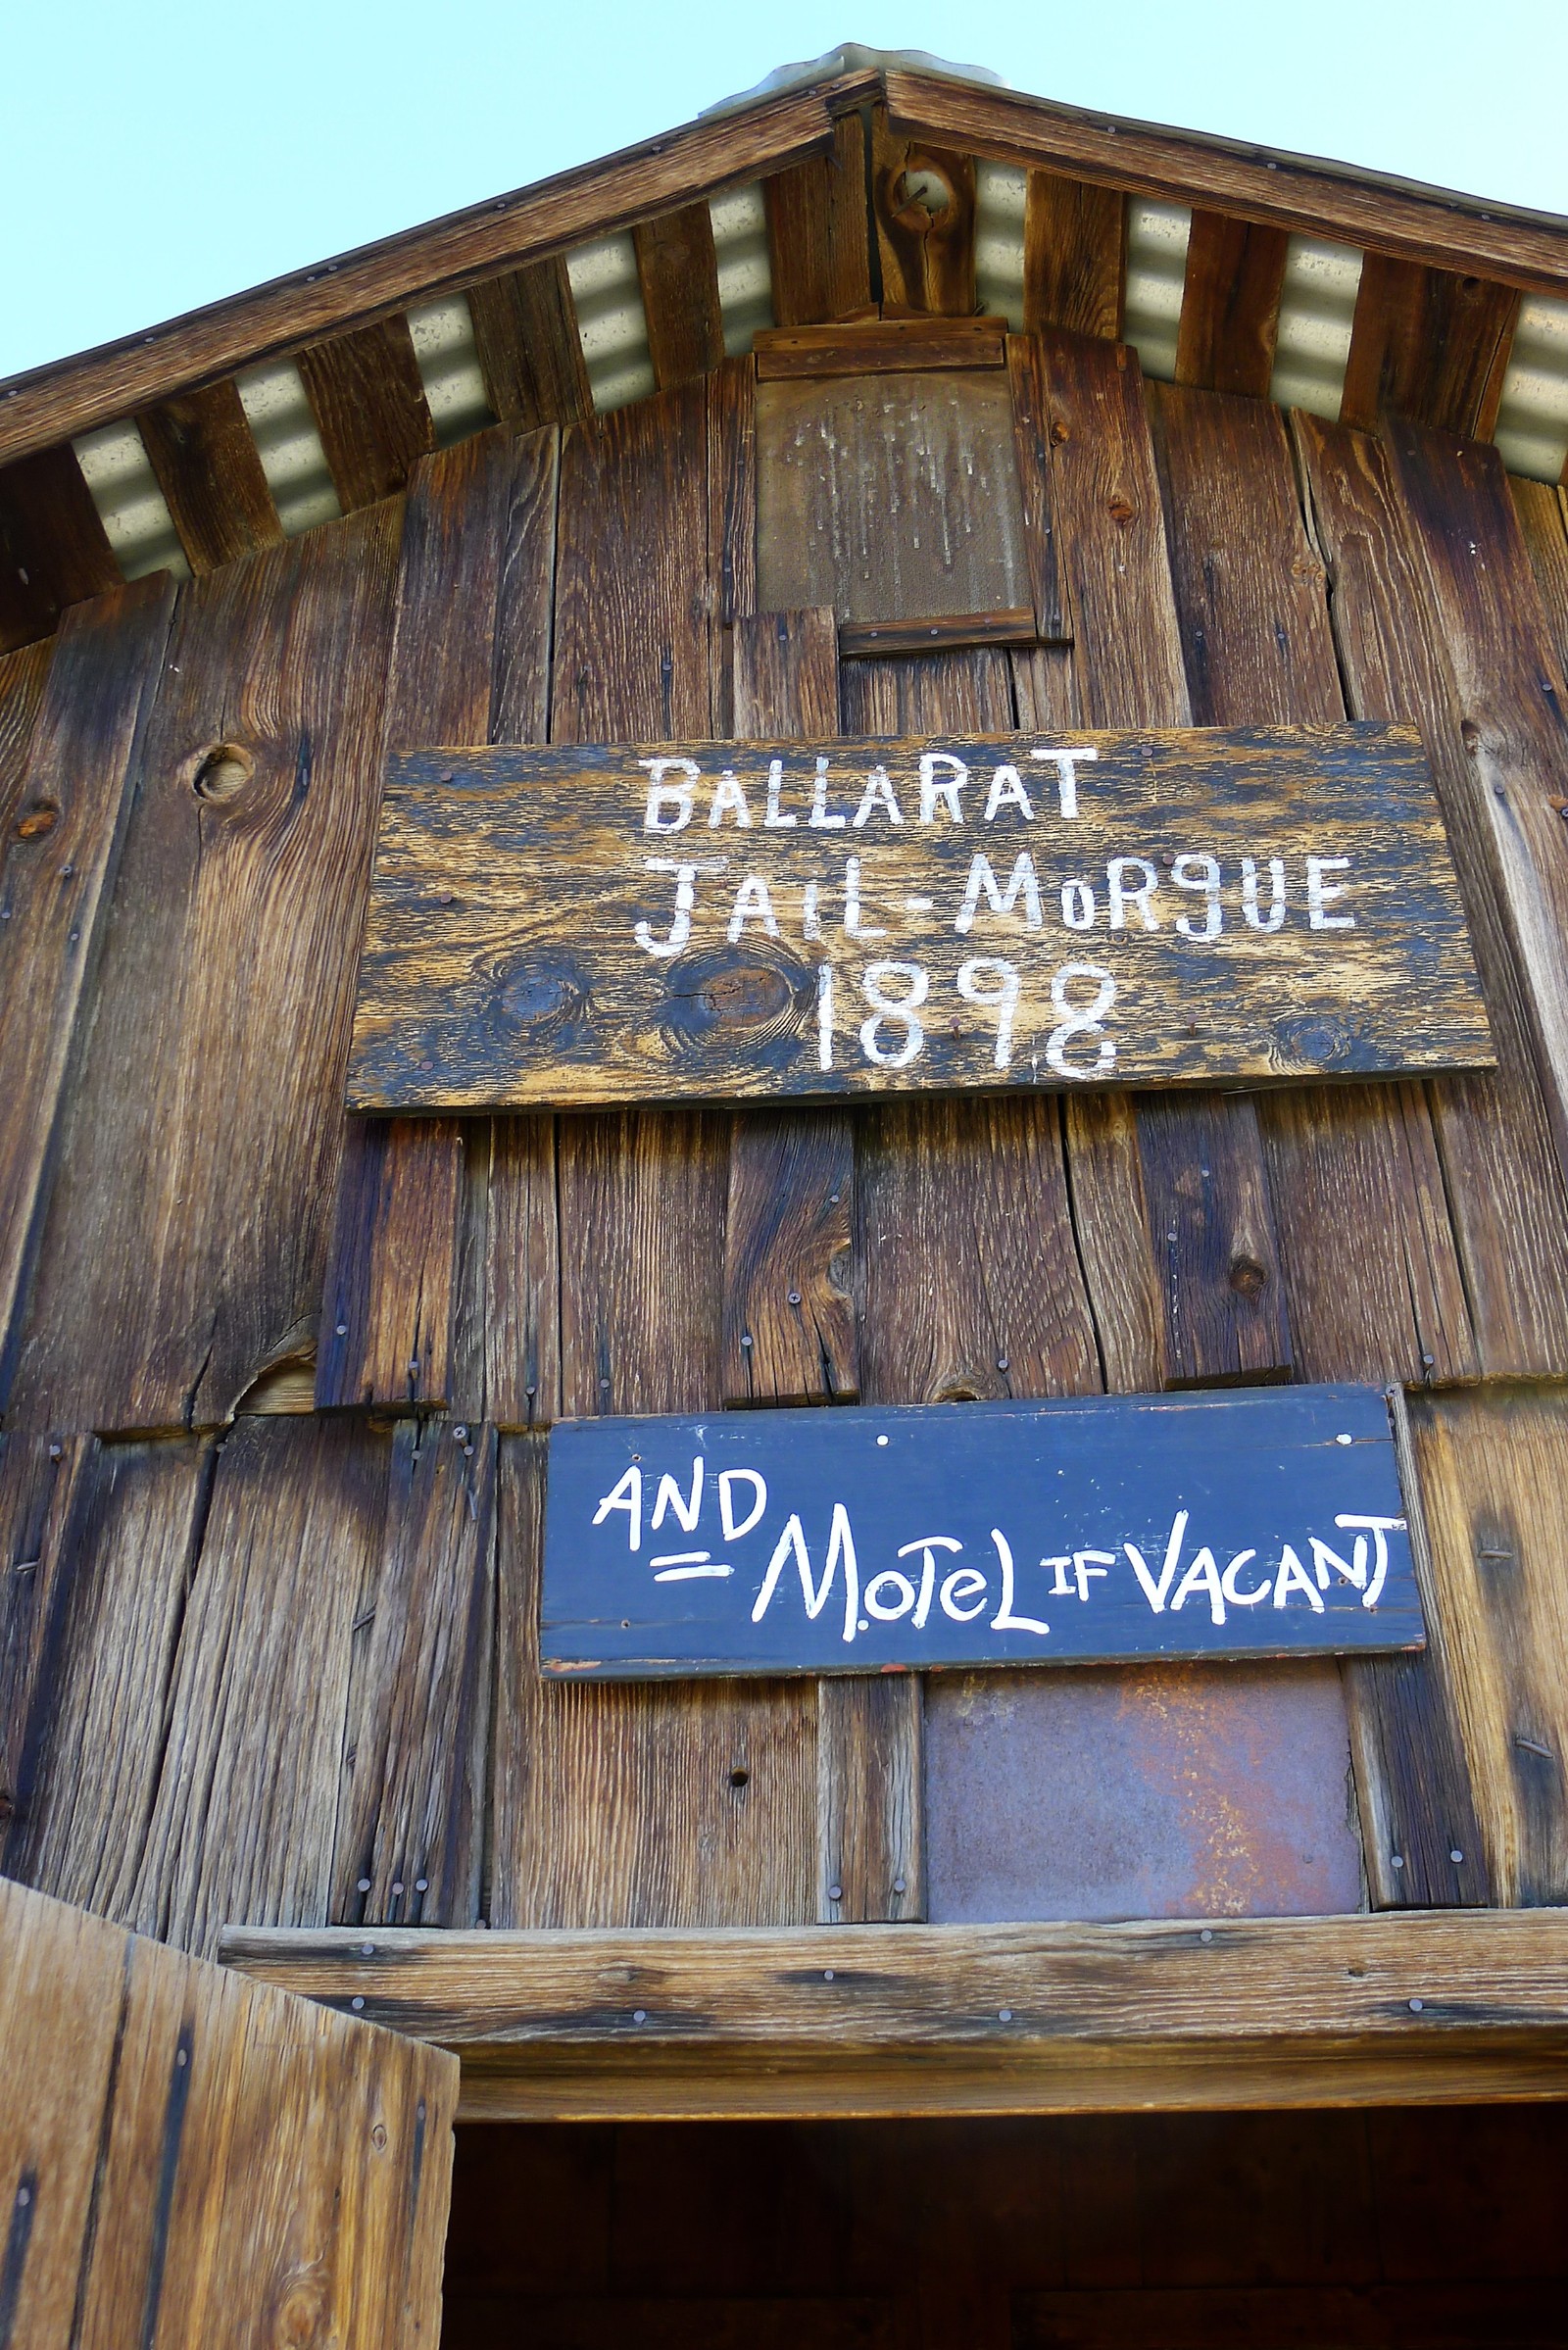 BALLARAT
JAiL-MoRgUE
1898
AND
MoTeL IF VACANT